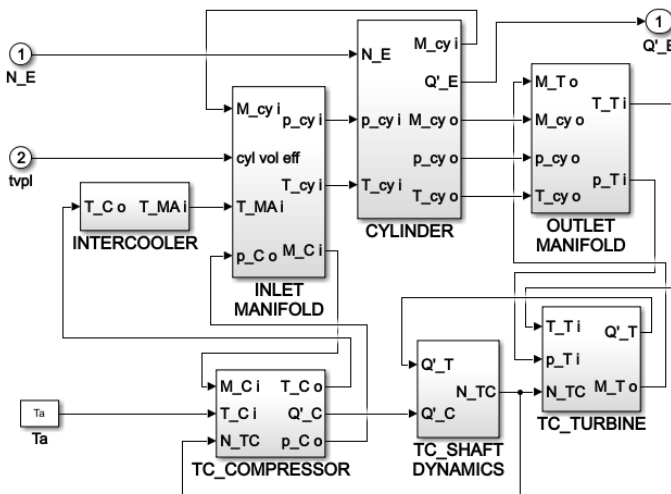 1
N_E
2
tvpl
T_C o T_MA i
INTERCOOLER
M_cy i
p_cy i
cyl vol eff
T_cy i
T_MA i
p_C o M_C i
INLET
MANIFOLD
N_E
M_cy i
Q'_E
p_cy i
M_cy o
p_cy o
T_cy i
T_cy o
CYLINDER
M_T o
T_T i
M_cy o
p_cy o
p_T i
T_cy o
OUTLET
MANIFOLD
1
Q'_E
Ta
Ta
M_C i T_C o
T_C i Q'_C
N_TC p_C o
TC_COMPRESSOR
Q'_T
N_TC
Q'_C
TC_SHAFT
DYNAMICS
T_T i Q'_T
p_T i
N_TC M_T o
TC_TURBINE